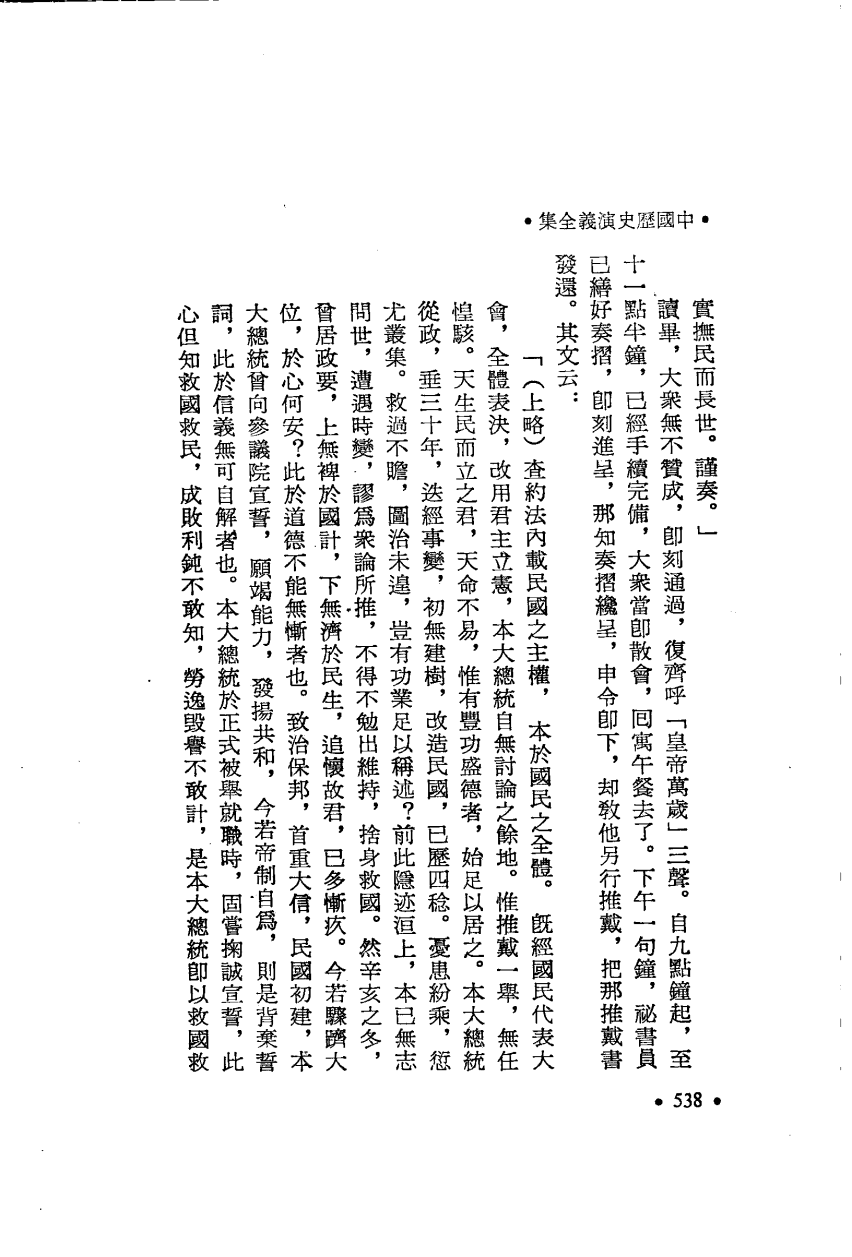 •中國歷史演義全集•
實撫民而長世。謹奏。」
讀畢，大衆無不贊成，卽刻通過，復齊呼「皇帝萬歲」三聲。自九點鐘起，至
十一點半鐘，已經手續完備，大衆當卽散會，回寓午餐去了。下午一句鐘，祕書員
已繕好奏摺，卽刻進呈，那知奏摺纔呈，申令卽下，却敎他另行推戴，把那推戴書
發還。其文云：
「（上略）查約法內載民國之主權，本於國民之全體。旣經國民代表大
會，全體表決，改用君主立憲，本大總統自無討論之餘地。惟推戴一舉，無任
惶駭。天生民而立之君，天命不易，惟有豐功盛德者，始足以居之。本大總統
從政，垂三十年，迭經事變，初無建樹，改造民國，已歷四稔。憂患紛乘，愆
尤叢集。救過不贍，圖治未遑，豈有功業足以稱述？前此隱迹洹上，本已無志
問世，遭遇時變，謬爲衆論所推，不得不勉出維持，捨身救國。然辛亥之冬，
曾居政要，上無裨於國計，下無濟於民生，追懷故君，已多慚疚。今若驟躋大
位，於心何安？此於道德不能無慚者也。致治保邦，首重大信，民國初建，本
大總統曾向參議院宣誓，願竭能力，發揚共和，今若帝制自爲，則是背棄誓
詞，此於信義無可自解者也。本大總統於正式被舉就職時，固嘗掬誠宣誓，此
心但知救國救民，成敗利鈍不敢知，勞逸毀譽不敢計，是本大總統卽以救國救
•538•